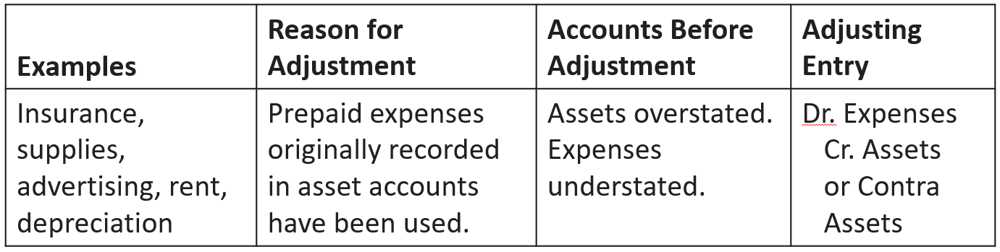 Examples
Reason for
Adjustment
Accounts Before
Adjustment
Adjusting
Entry
Insurance,
supplies,
advertising, rent,
depreciation
Prepaid expenses
originally recorded
in asset accounts
have been used.
Assets overstated.
Expenses
understated.
Dr. Expenses
Cr. Assets
or Contra
Assets